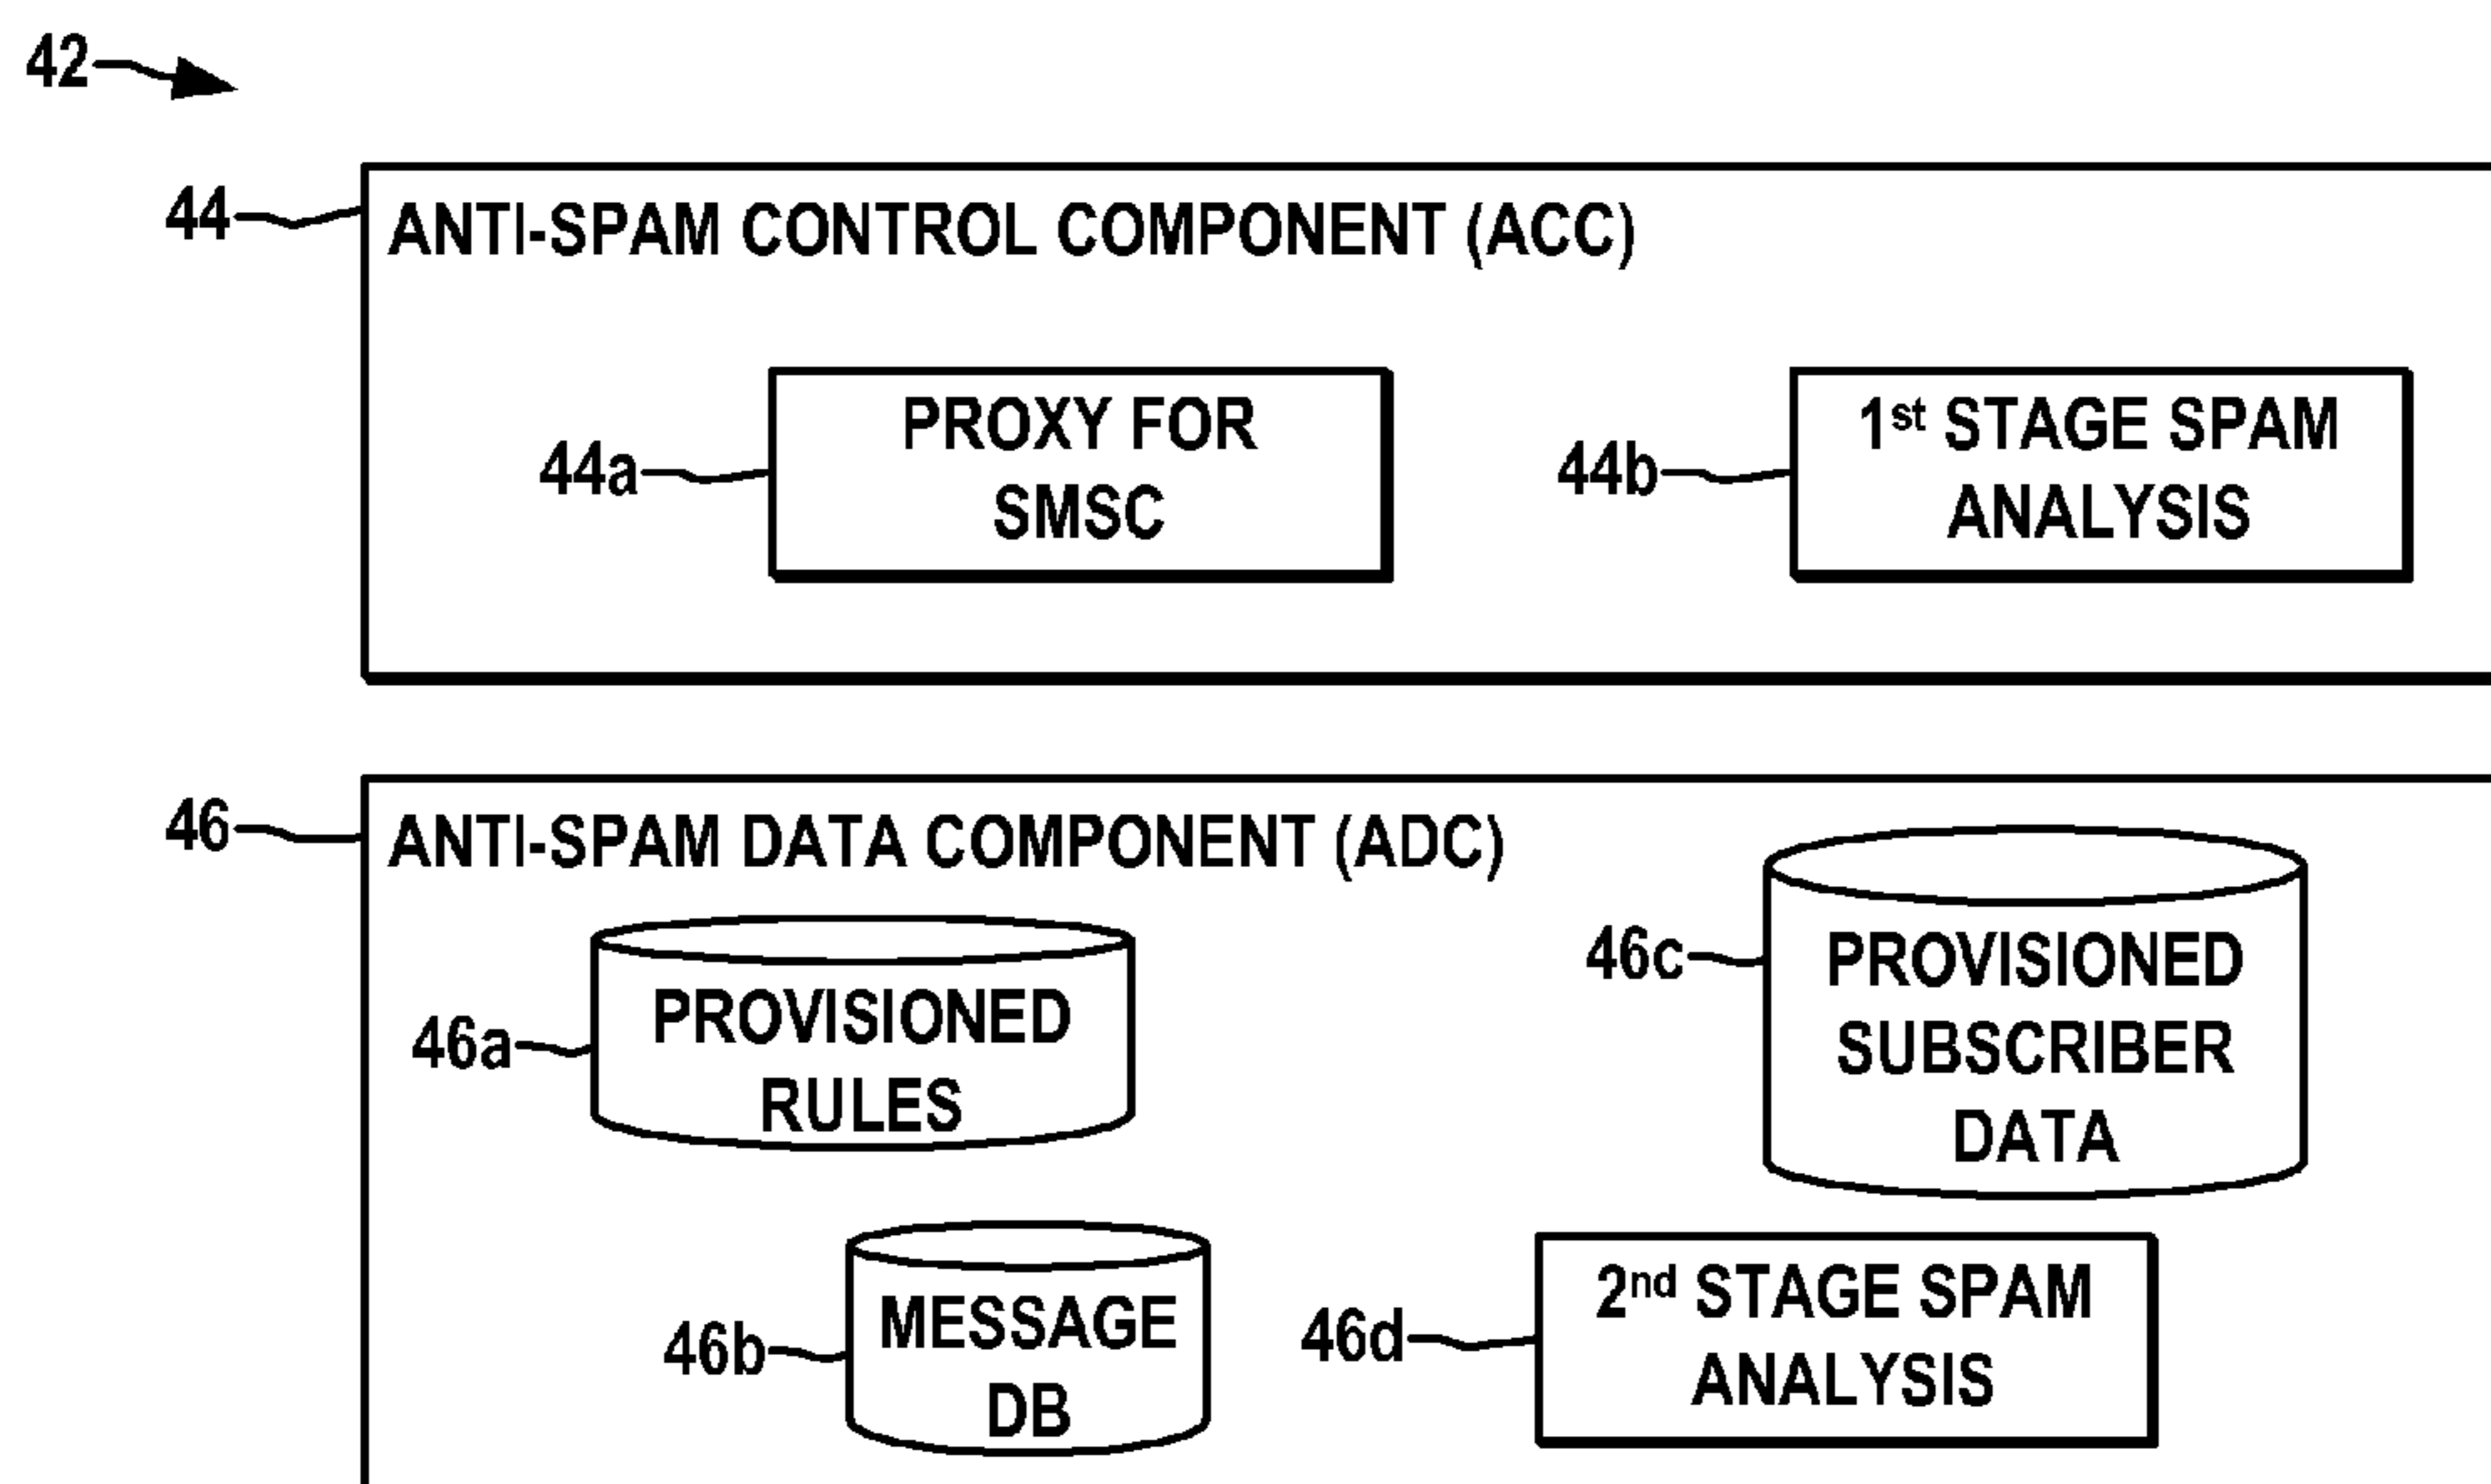 42
44
ANTI-SPAM CONTROL COMPONENT (ACC)
44a
PROXY FOR
SMSC
44b
1st STAGE SPAM
ANALYSIS
46
ANTI-SPAM DATA COMPONENT (ADC)
46a
PROVISIONED
RULES
46c
PROVISIONED
SUBSCRIBER
DATA
46b
MESSAGE
DB
46d
2nd STAGE SPAM
ANALYSIS